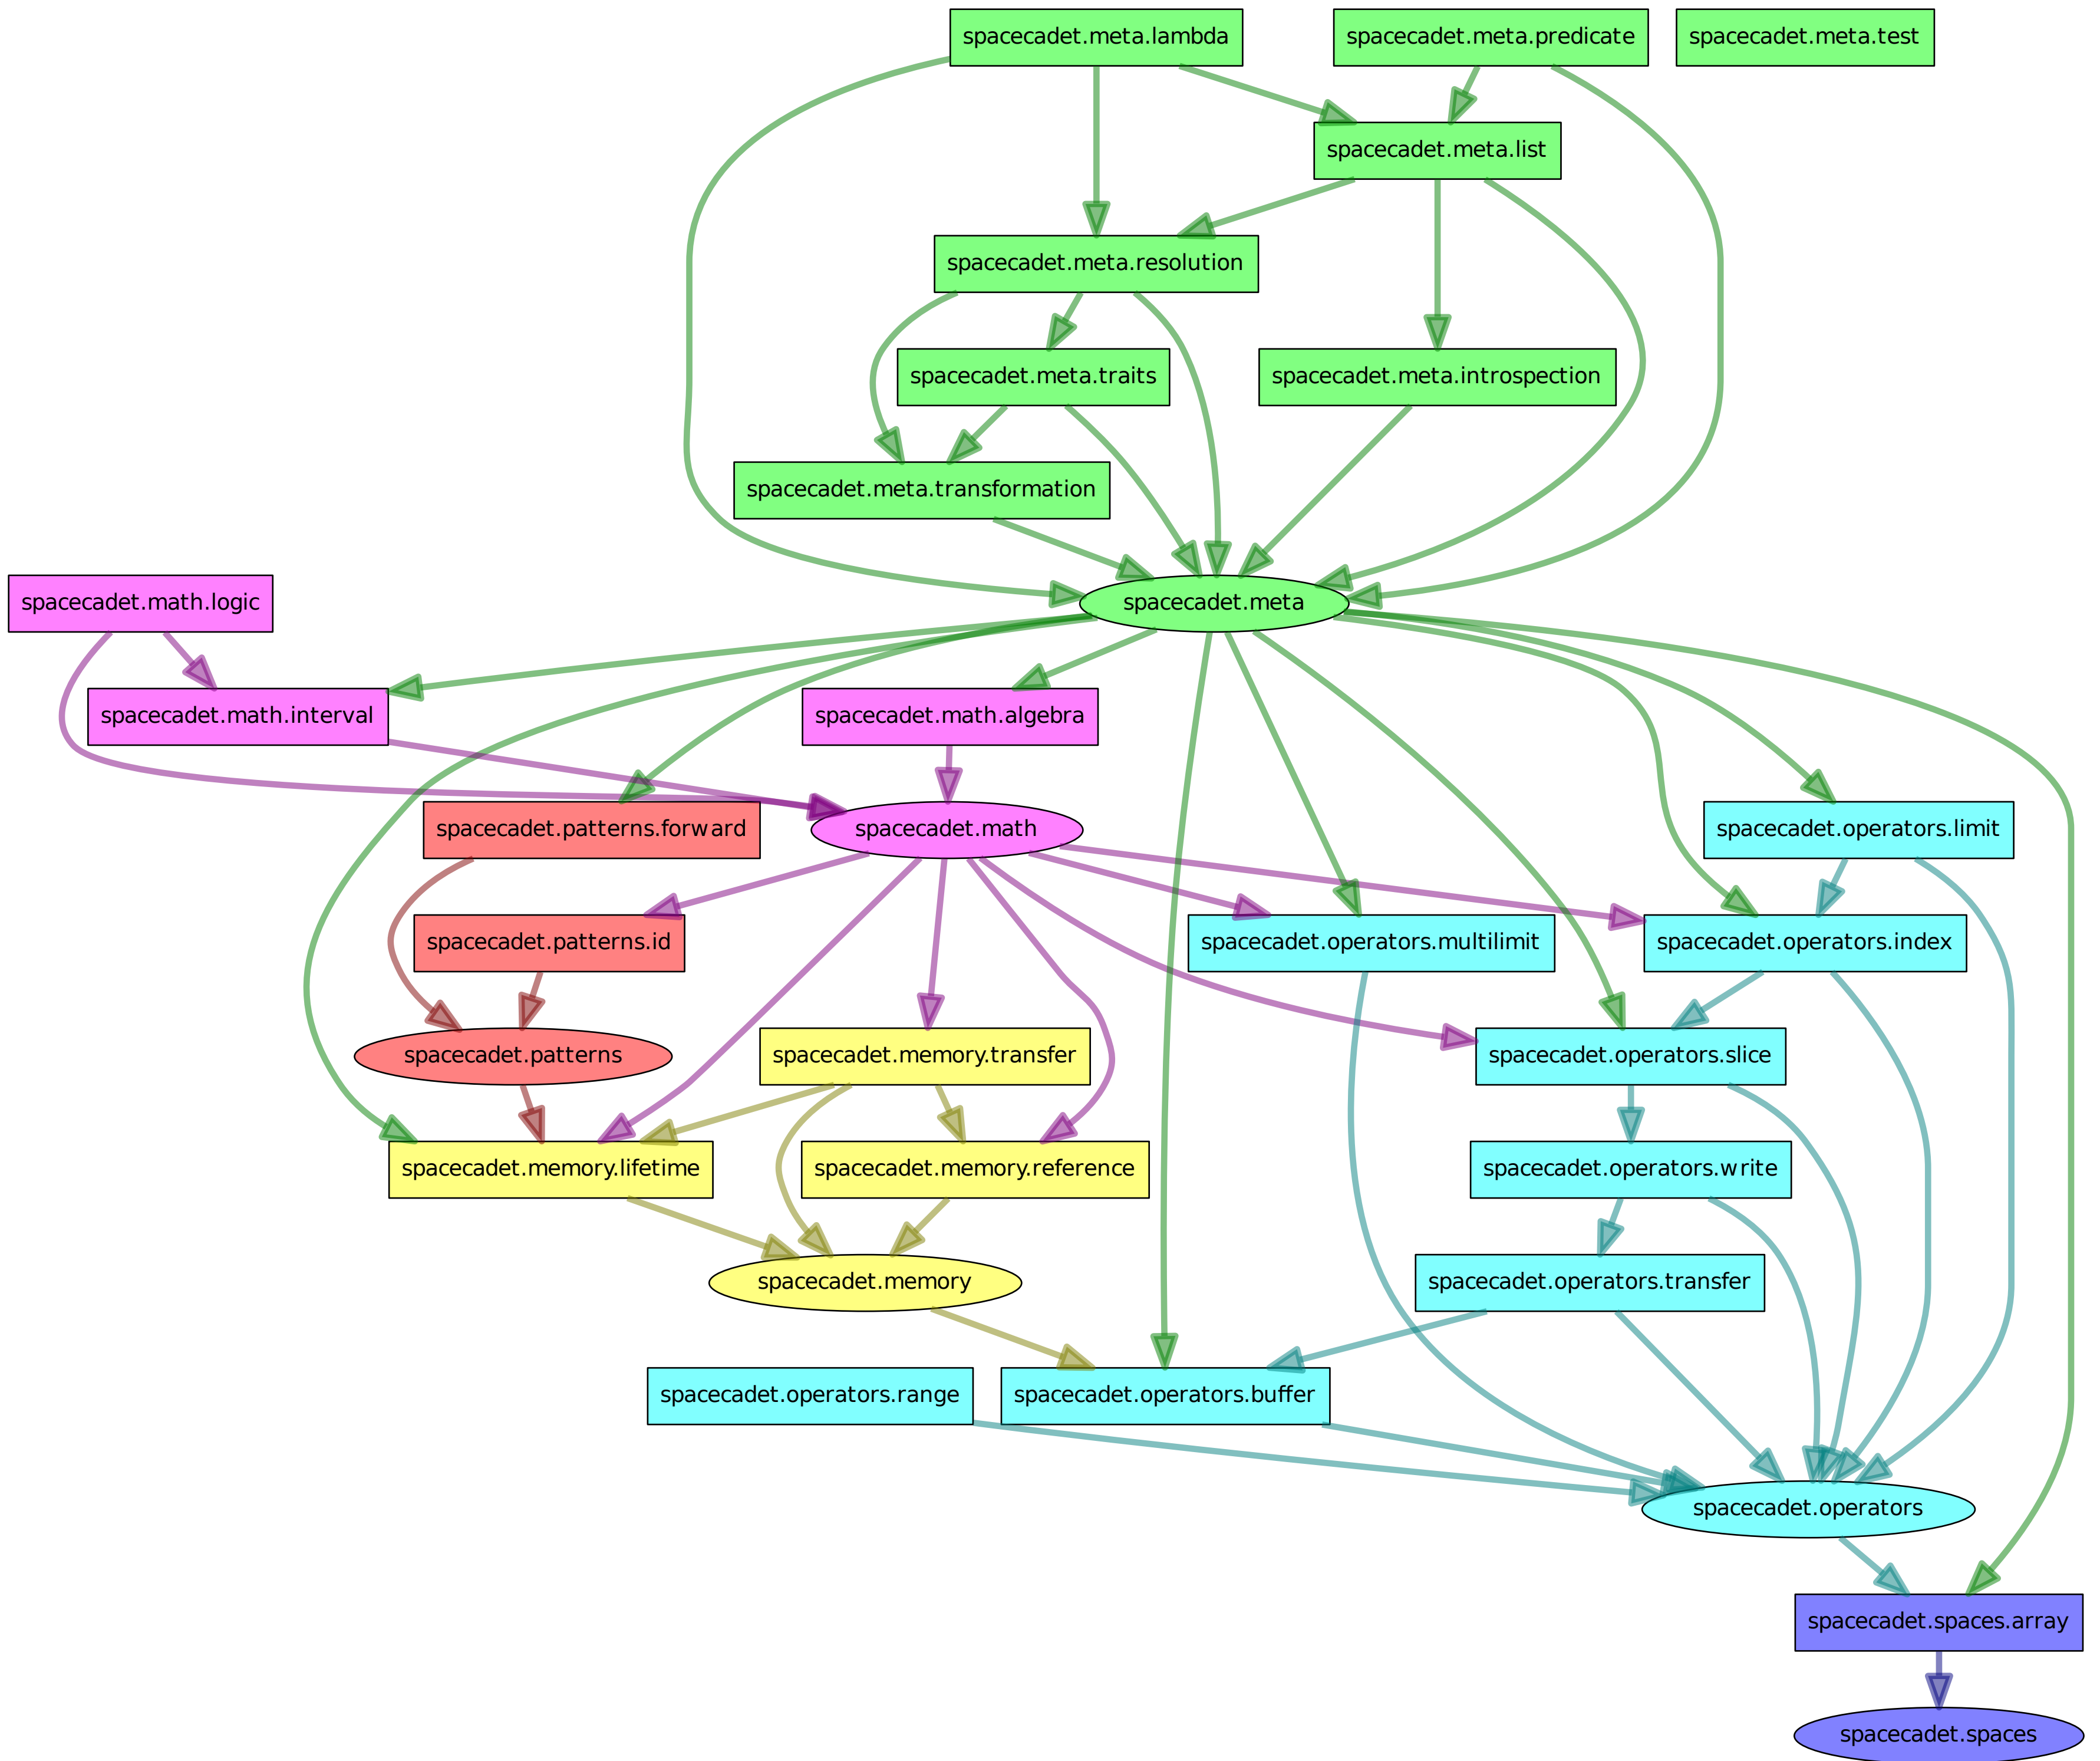 spacecadet.meta.lambda
spacecadet.meta.predicate
spacecadet.meta.test
spacecadet.meta.list
spacecadet.meta.resolution
spacecadet.meta.traits
spacecadet.meta.introspection
spacecadet.meta.transformation
spacecadet.math.logic
spacecadet.meta
spacecadet.math.interval
spacecadet.math.algebra
spacecadet.patterns.forward
spacecadet.math
spacecadet.operators.limit
spacecadet.patterns.id
spacecadet.operators.multilimit
spacecadet.operators.index
spacecadet.patterns
spacecadet.memory.transfer
spacecadet.operators.slice
spacecadet.memory.lifetime
spacecadet.memory.reference
spacecadet.operators.write
spacecadet.memory
spacecadet.operators.transfer
spacecadet.operators.range
spacecadet.operators.buffer
spacecadet.operators
spacecadet.spaces.array
spacecadet.spaces